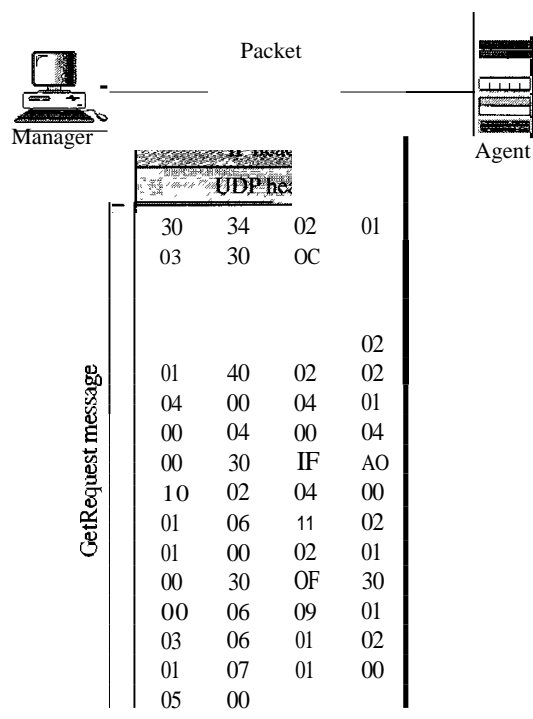 Packet
Manager
Agent
UDP hea
GetRequest message
30 34 02 01
03 30 OC
02
01 40 02 02
04 00 04 01
00 04 00 04
00 30 IF AO
10 02 04 00
01 06 11 02
01 00 02 01
00 30 OF 30
00 06 09 01
03 06 01 02
01 07 01 00
05 00